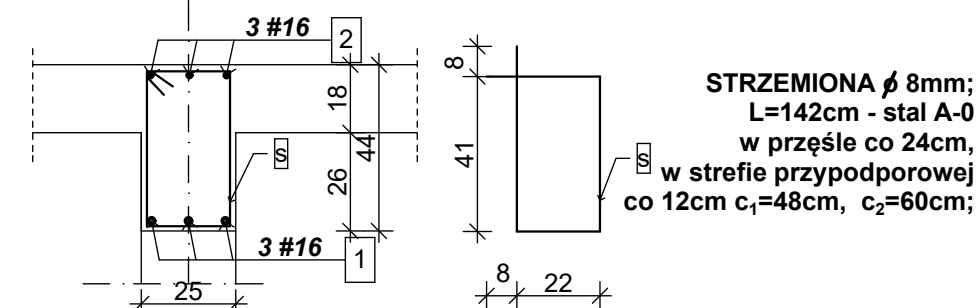 3 #16
2
18
44
26
S
3 #16
1
25
8
41
S
8
22
STRZEMIONA ϕ 8mm;
L=142cm - stal A-0
w przęśle co 24cm,
w strefie przypodporowej
co 12cm c₁=48cm, c₂=60cm;